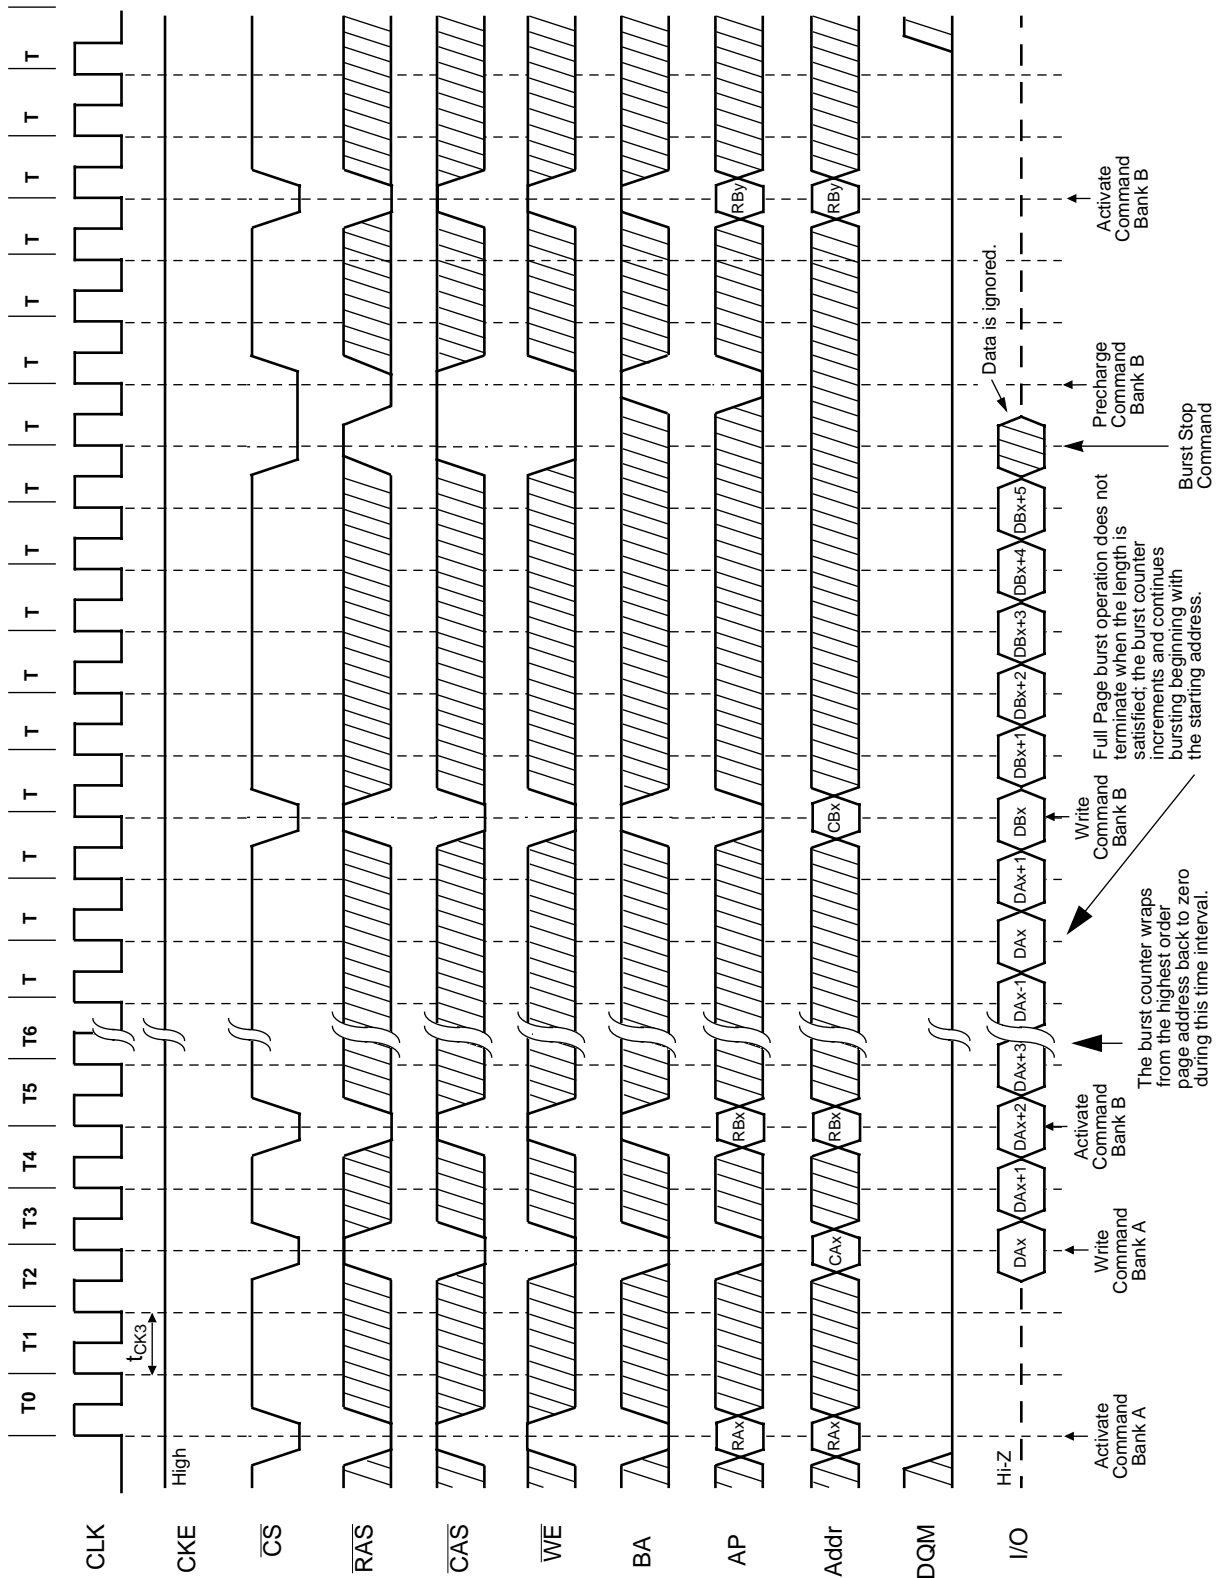 T0 T1 T2 T3 T4 T5 T6 T T T T T T T T T T T T T T T T
CLK
tCK3
CKE
High
CS
RAS
CAS
WE
BA
AP
RAx RBx RBy
Addr
RAx CAx RBx CBx RBy
DQM
I/O
Hi-Z
DAx DAx+1 DAx+2 DAx+3 DAx-1 DAx DAx+1 DBx DBx+1 DBx+2 DBx+3 DBx+4 DBx+5
Data is ignored.
Activate
Command
Bank A
Write
Command
Bank A
Activate
Command
Bank B
The burst counter wraps
from the highest order
page address back to zero
during this time interval.
Write
Command
Bank B
Full Page burst operation does not
terminate when the length is
satisfied; the burst counter
increments and continues
bursting beginning with
the starting address.
Burst Stop
Command
Precharge
Command
Bank B
Activate
Command
Bank B